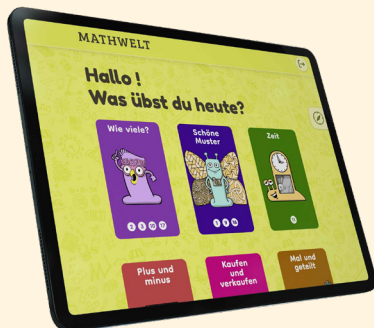 MATHWELT
Hallo !
Was übst du heute?
Wie viele?
Schöne
Muster
Zeit
Plus und
minus
Kaufen
und
verkaufen
Mal und
geteilt